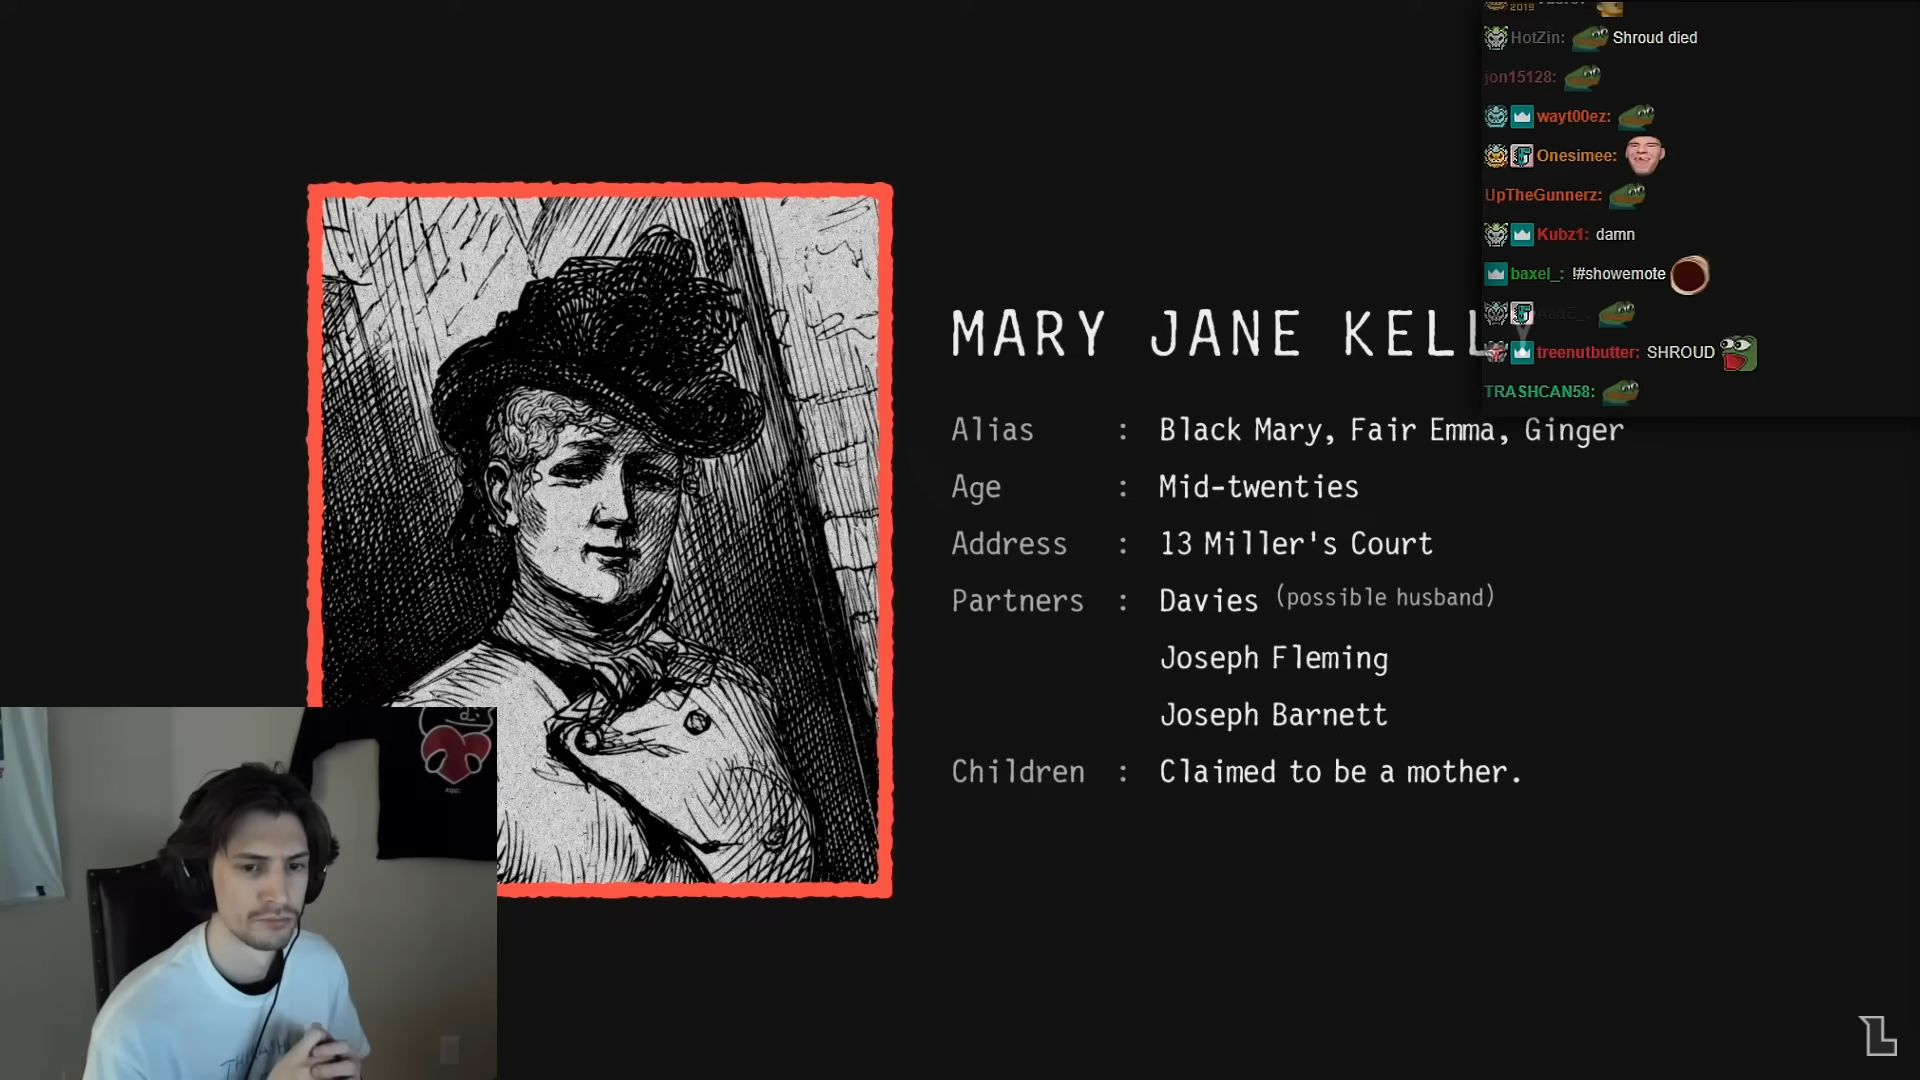 2019
HotZin: Shroud died
jon15128:
wayt00ez:
Onesimee:
UpTheGunnerz:
Kubz1: damn
baxel_: !#showemote
treenutbutter: SHROUD
TRASHCAN58:
MARY JANE KELLY
Alias : Black Mary, Fair Emma, Ginger
Age : Mid-twenties
Address : 13 Miller's Court
Partners : Davies (possible husband)
Joseph Fleming
Joseph Barnett
Children : Claimed to be a mother.